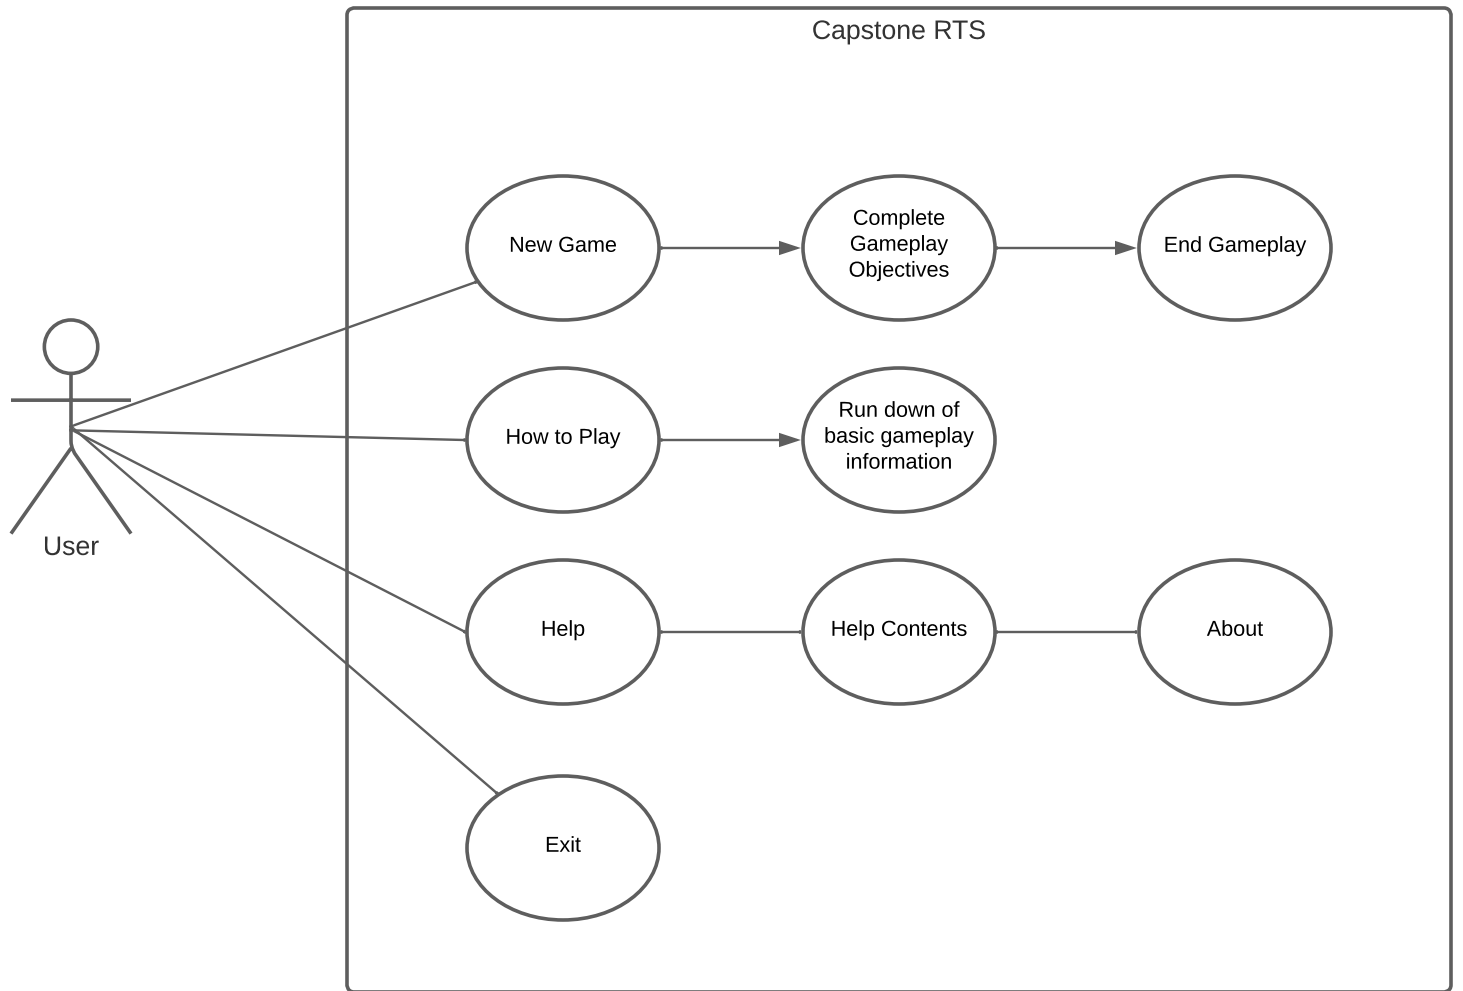 Capstone RTS
New Game
Complete
Gameplay
Objectives
End Gameplay
How to Play
Run down of
basic gameplay
information
User
Help
Help Contents
About
Exit